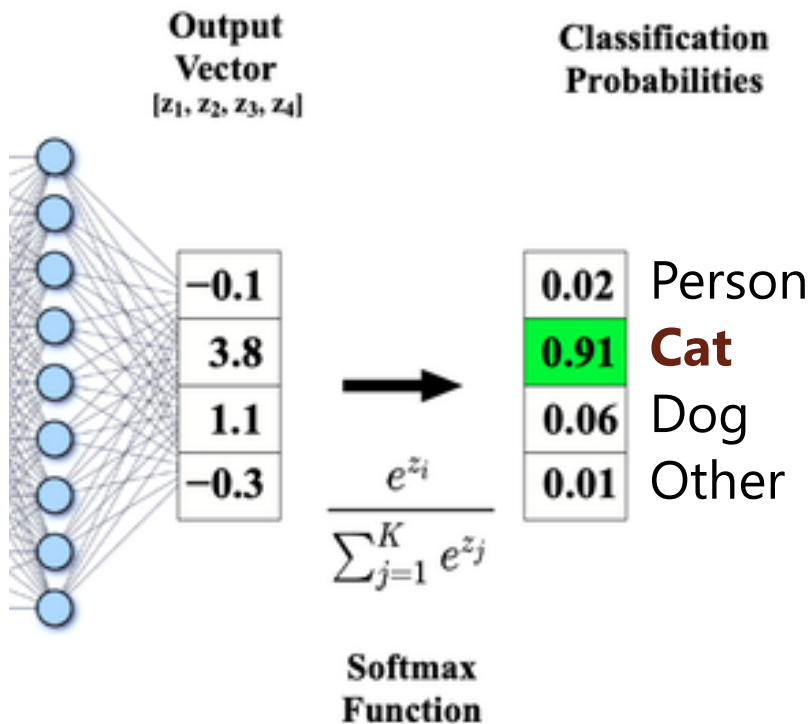 Output
Vector
[z₁, z₂, z₃, z₄]
Classification
Probabilities
−0.1
3.8
1.1
−0.3
e^{z_i}
∑_{j=1}^{K} e^{z_j}
Softmax
Function
0.02 Person
0.91 Cat
0.06 Dog
0.01 Other